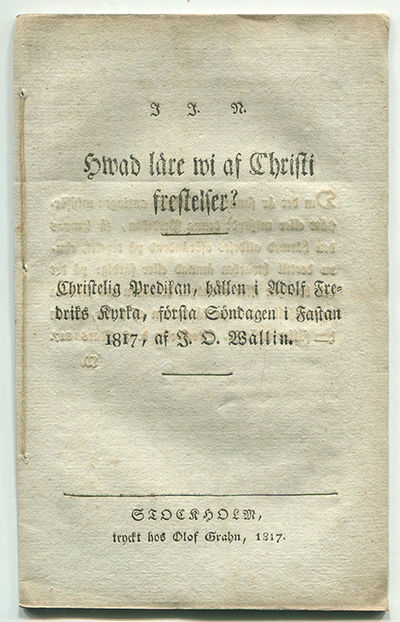 J J. N.
Hwad läre wi af Christi
frestelser?
Christelig Predikan, hållen i Adolf Fre-
driks Kyrka, första Söndagen i Fastan
1817, af J. O. Wallin.
STOCKHOLM,
tryckt hos Olof Grahn, 1817.